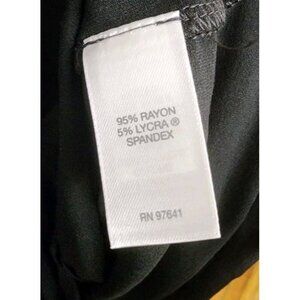 95% RAYON
5% LYCRA ®
SPANDEX
RN 97641